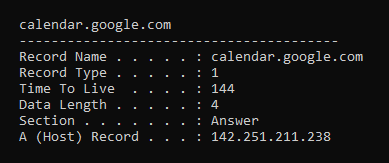 calendar.google.com
----------------------------------------
Record Name . . . . . : calendar.google.com
Record Type . . . . . : 1
Time To Live  . . . . : 144
Data Length . . . . . : 4
Section . . . . . . . : Answer
A (Host) Record . . . : 142.251.211.238